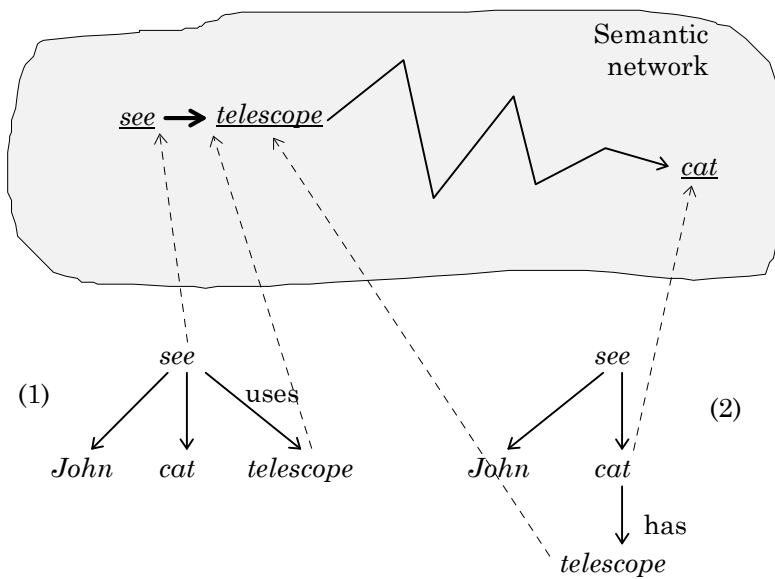 Semantic
network
see telescope
cat
see see
(1) uses (2)
John cat telescope John cat
has
telescope